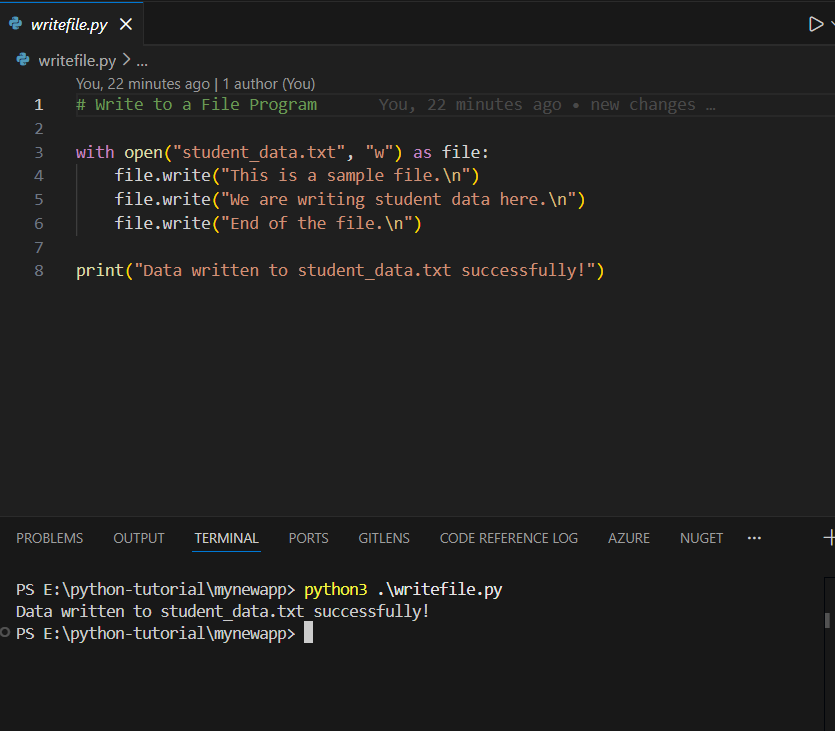 writefile.py
writefile.py > ...
You, 22 minutes ago | 1 author (You)
1 # Write to a File Program You, 22 minutes ago • new changes …
2
3 with open("student_data.txt", "w") as file:
4 file.write("This is a sample file.\n")
5 file.write("We are writing student data here.\n")
6 file.write("End of the file.\n")
7
8 print("Data written to student_data.txt successfully!")
PROBLEMS OUTPUT TERMINAL PORTS GITLENS CODE REFERENCE LOG AZURE NUGET ...
PS E:\python-tutorial\mynewapp> python3 .\writefile.py
Data written to student_data.txt successfully!
PS E:\python-tutorial\mynewapp>